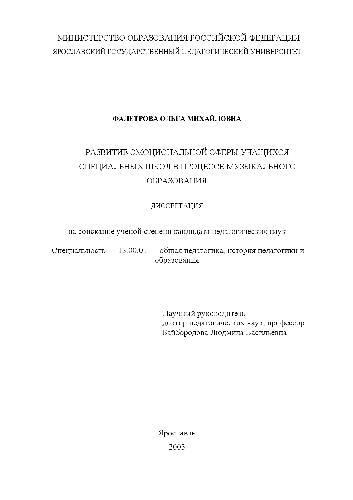 МИНИСТЕРСТВО ОБРАЗОВАНИЯ РОССИЙСКОЙ ФЕДЕРАЦИИ
ЯРОСЛАВСКИЙ ГОСУДАРСТВЕННЫЙ ПЕДАГОГИЧЕСКИЙ УНИВЕРСИТЕТ
ФАЛЕТРОВА ОЛЬГА МИХАЙЛОВНА
РАЗВИТИЕ ЭМОЦИОНАЛЬНОЙ СФЕРЫ УЧАЩИХСЯ
СПЕЦИАЛЬНЫХ ШКОЛ В ПРОЦЕССЕ МУЗЫКАЛЬНОГО
ОБРАЗОВАНИЯ
ДИССЕРТАЦИЯ
на соискание ученой степени кандидата педагогических наук
Специальность 13.00.01 общая педагогика, история педагогики и
образования
Научный руководитель
доктор педагогических наук, профессор
Байбородова Людмила Васильевна
Ярославль
2003